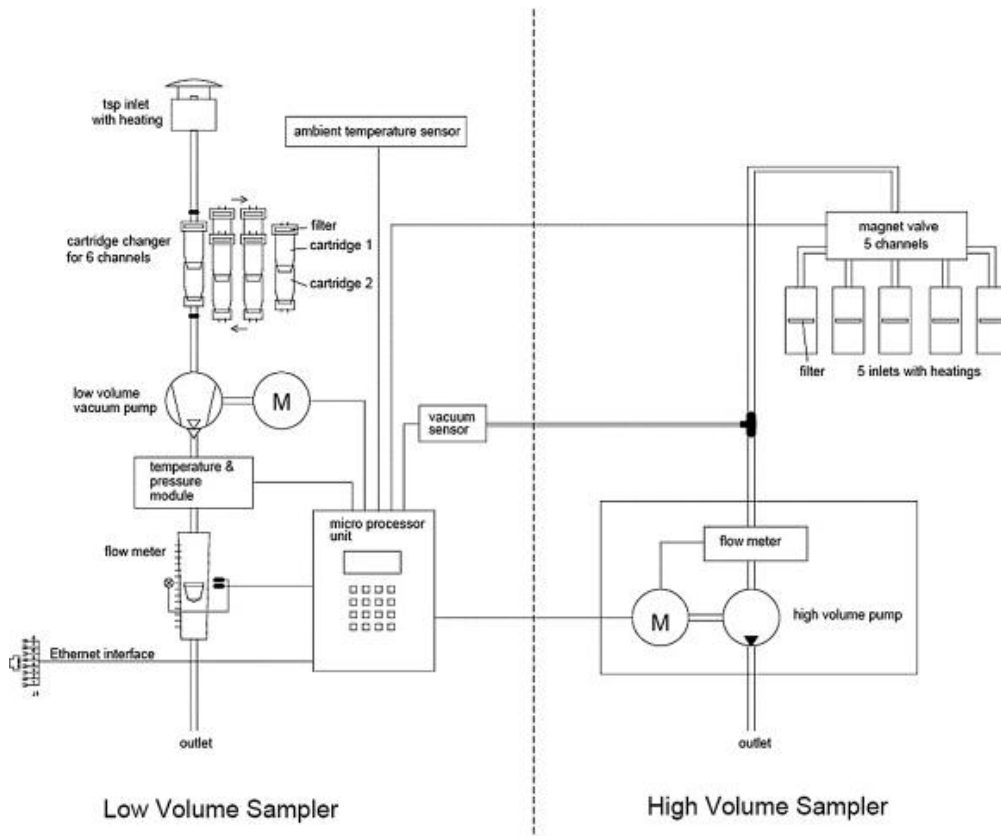 tsp inlet
with heating
ambient temperature sensor
cartridge changer
for 6 channels
filter
cartridge 1
cartridge 2
magnet valve
5 channels
filter
5 inlets with heatings
low volume
vacuum pump
M
vacuum
sensor
temperature &
pressure
module
micro processor
unit
flow meter
flow meter
M
high volume pump
Ethernet interface
outlet
outlet
Low Volume Sampler
High Volume Sampler